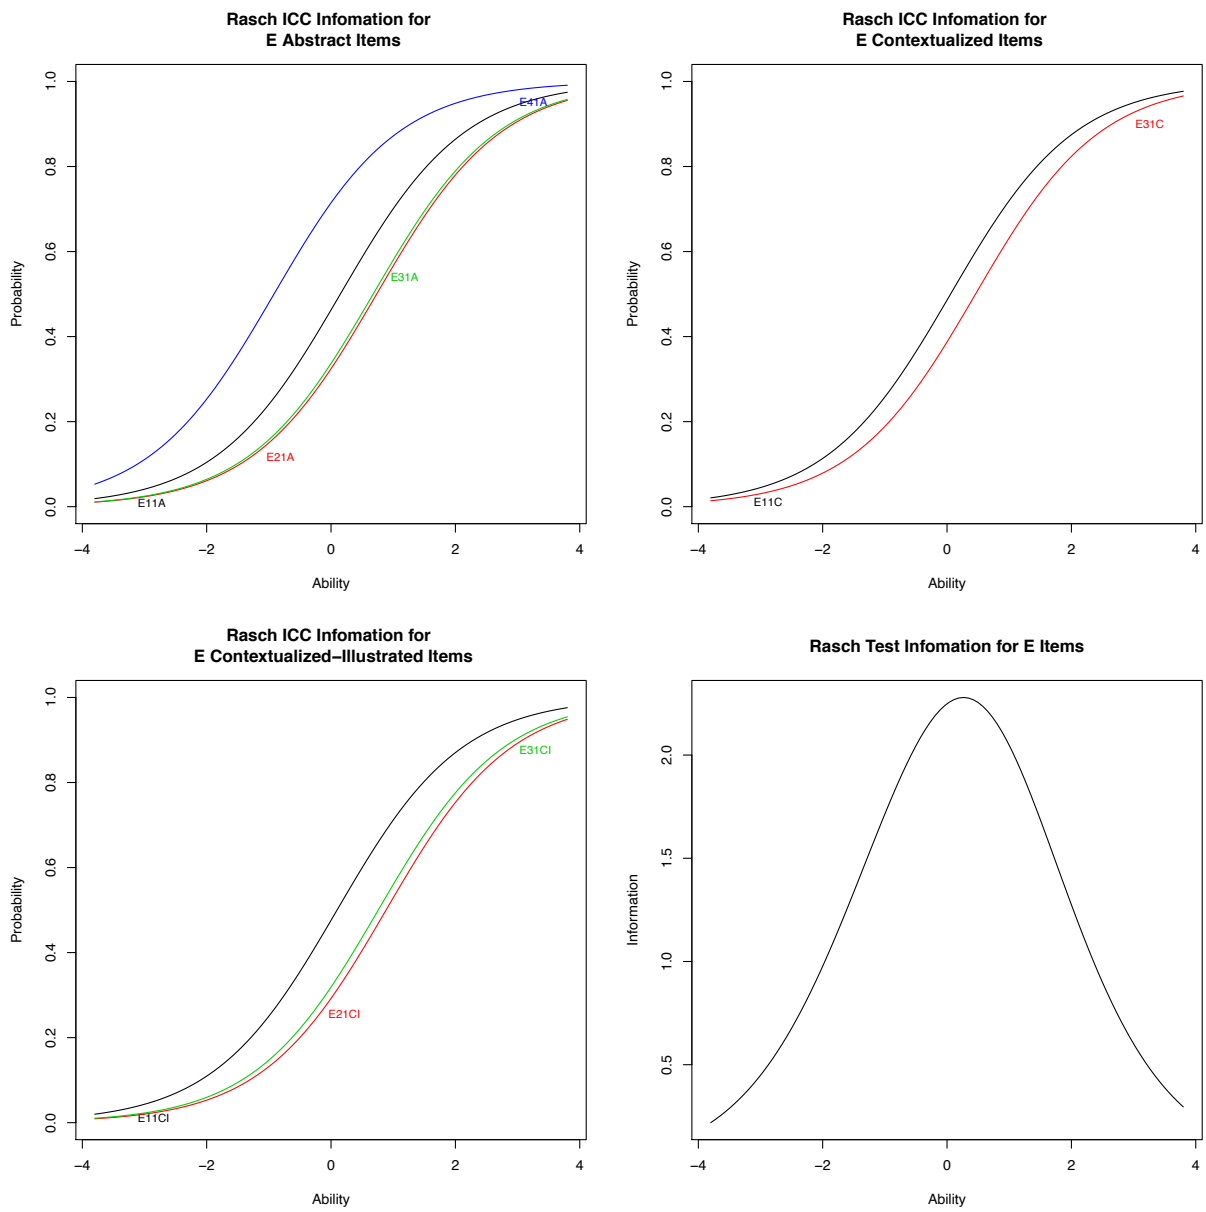 Rasch ICC Infomation for
E Abstract Items
Probability
1.0
0.8
0.6
0.4
0.2
0.0
E41A
E31A
E21A
E11A
−4
−2
0
2
4
Ability
Rasch ICC Infomation for
E Contextualized Items
Probability
1.0
0.8
0.6
0.4
0.2
0.0
E31C
E11C
−4
−2
0
2
4
Ability
Rasch ICC Infomation for
E Contextualized−Illustrated Items
Probability
1.0
0.8
0.6
0.4
0.2
0.0
E31CI
E21CI
E11CI
−4
−2
0
2
4
Ability
Rasch Test Infomation for E Items
Information
2.0
1.5
1.0
0.5
−4
−2
0
2
4
Ability